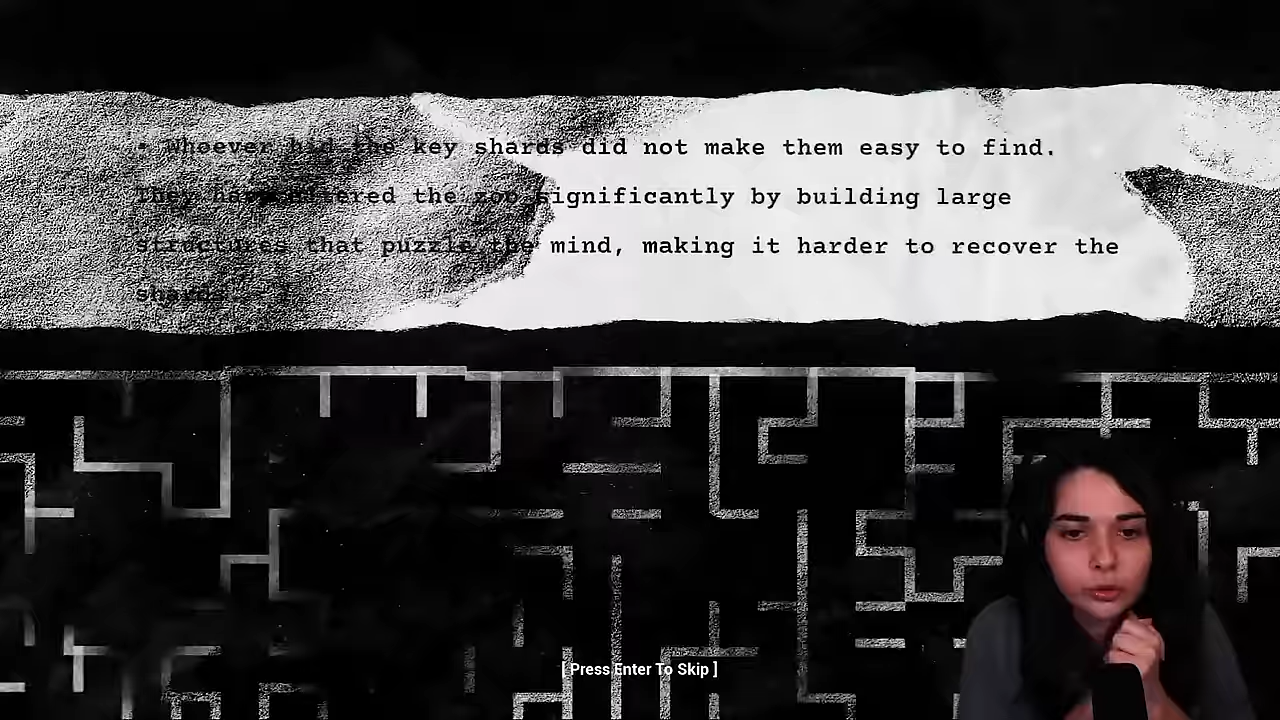 • Whoever hid the key shards did not make them easy to find.
They have altered the zoo significantly by building large
structures that puzzle the mind, making it harder to recover the
shards.
[ Press Enter To Skip ]